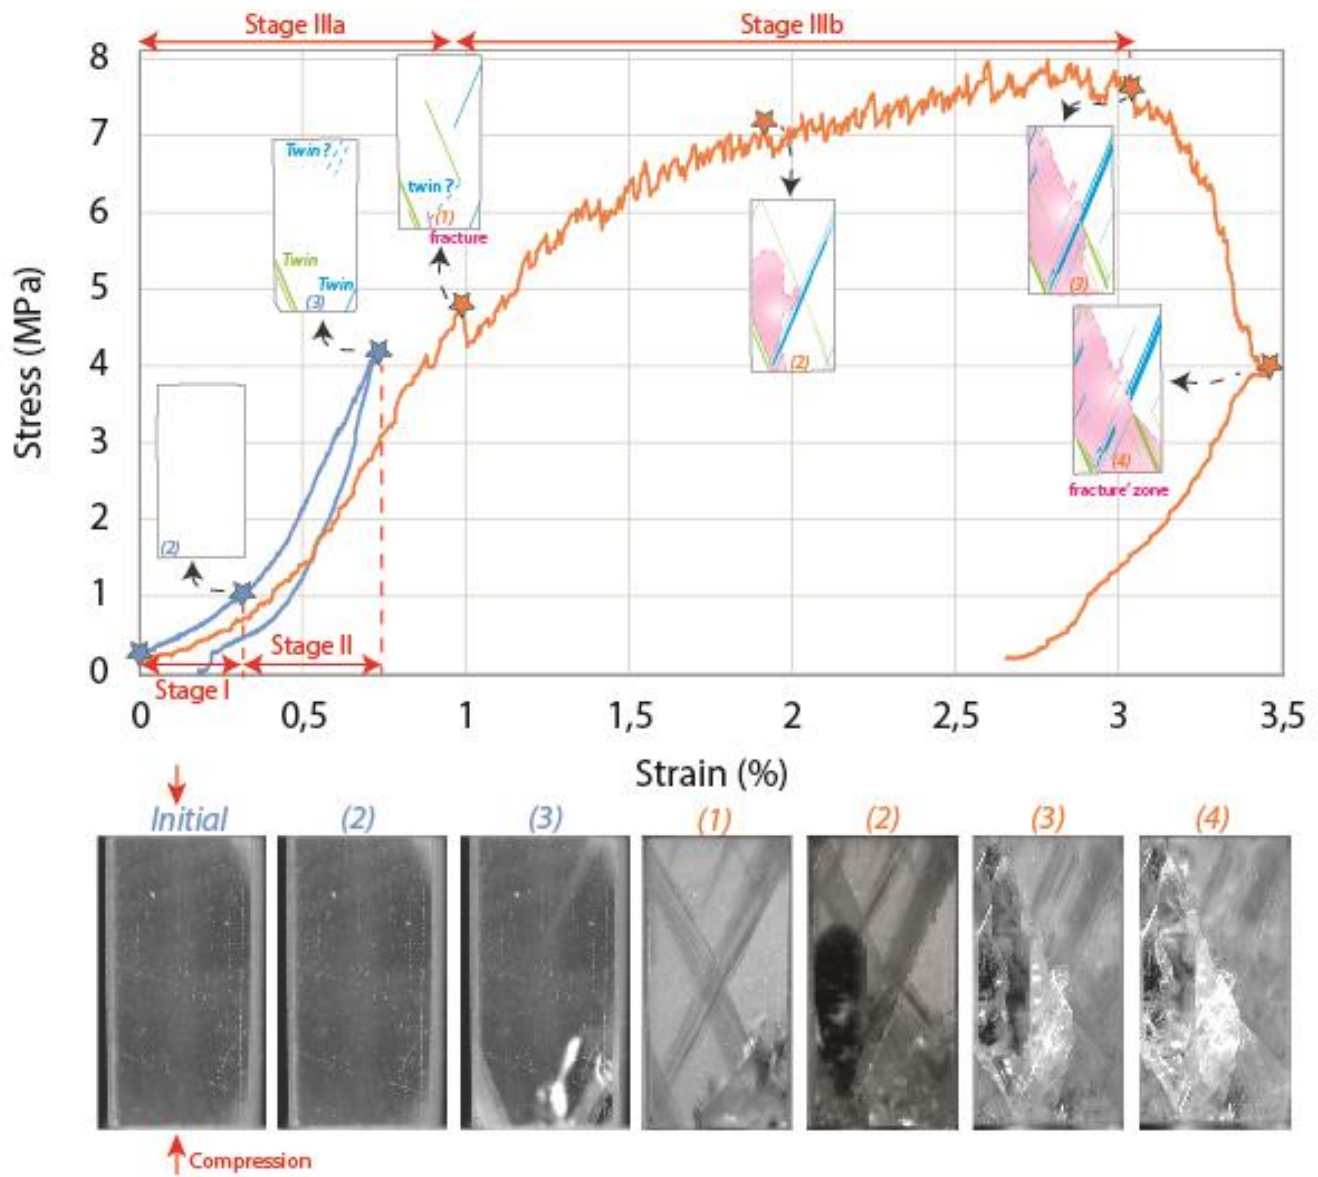 Stage IIIa
Stage IIIb
8
7
6
5
4
3
2
1
0
Stress (MPa)
Twin ?
Twin
Twin
(3)
twin ?
(1)
fracture
(2)
(2)
(3)
(4)
fracture' zone
Stage II
Stage I
0
0,5
1
1,5
2
2,5
3
3,5
Strain (%)
Initial
(2)
(3)
(1)
(2)
(3)
(4)
Compression